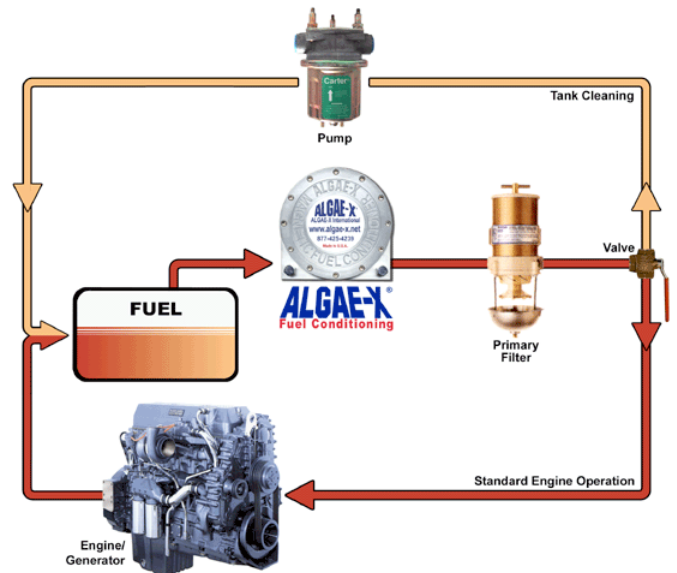 Carter
Pump
Tank Cleaning
ALGAE-X
ALGAE-X International
www.algae-x.net
877-425-4239
Made in U.S.A.
ALGAE-X®
Fuel Conditioning
Valve
FUEL
Primary
Filter
Standard Engine Operation
Engine/
Generator